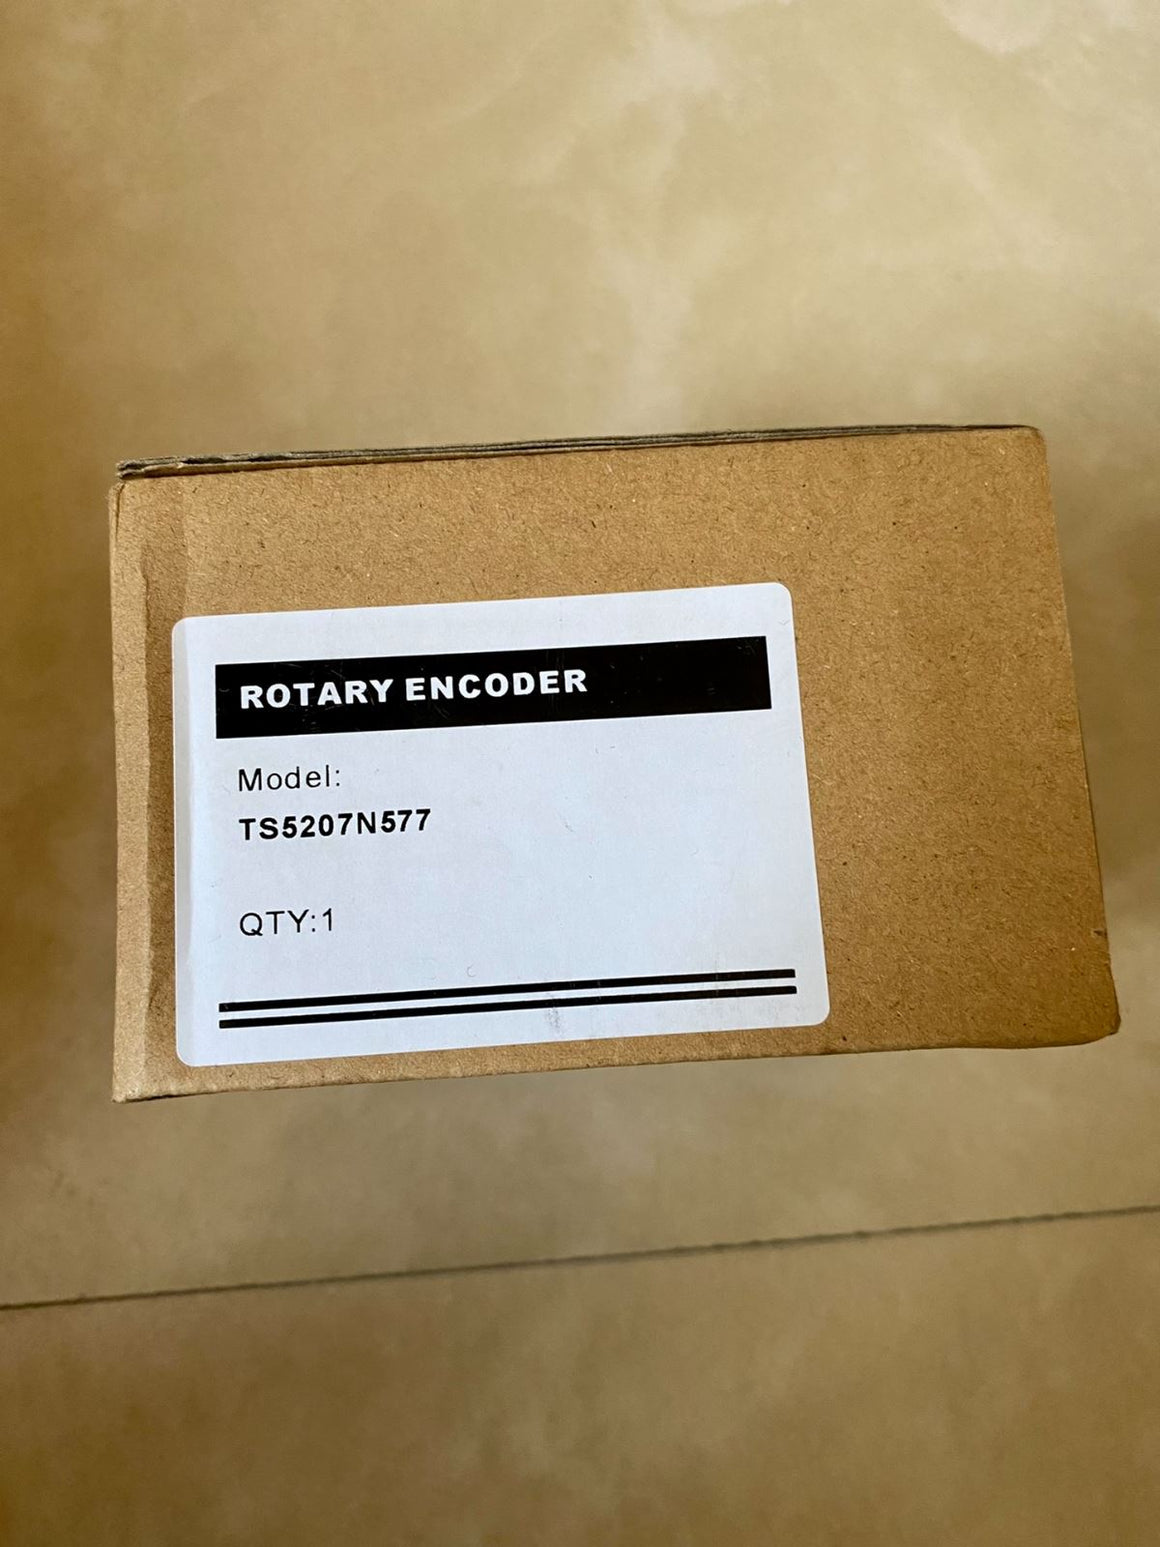 ROTARY ENCODER
Model:
TS5207N577
QTY:1